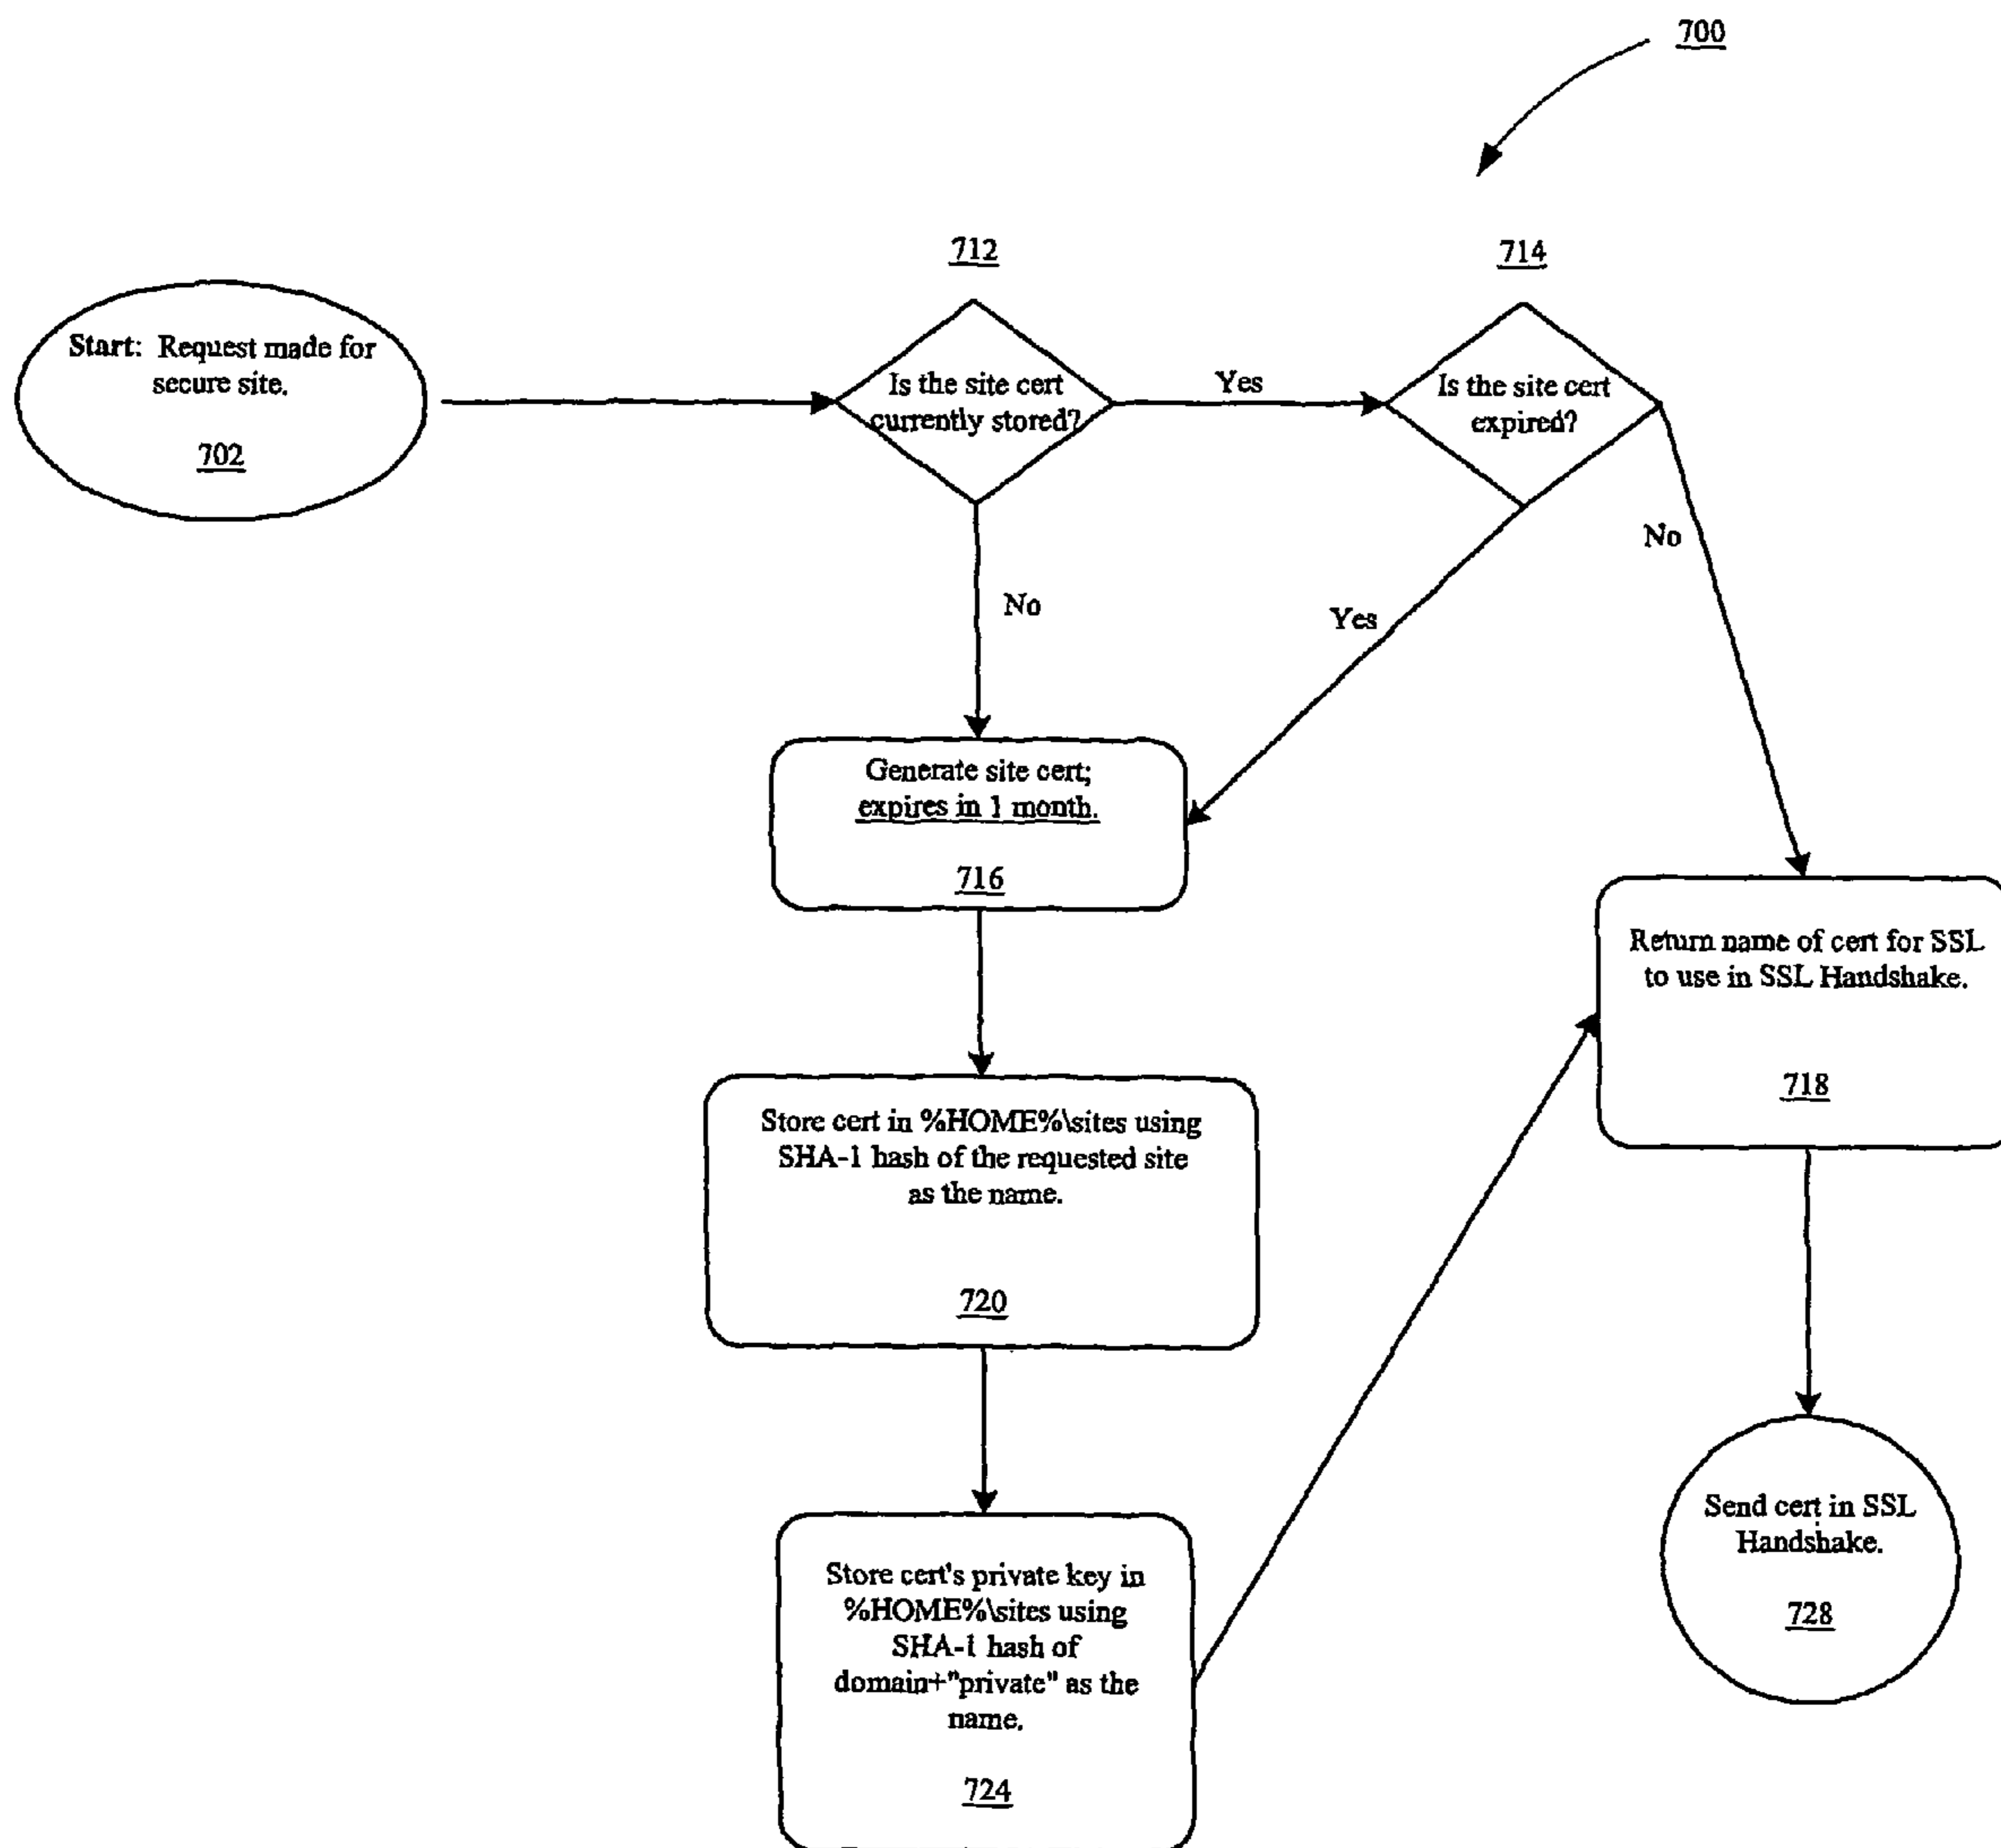 700
712
714
Start: Request made for
secure site.
702
Is the site cert
currently stored?
Yes
Is the site cert
expired?
No
Yes
No
Generate site cert;
expires in 1 month.
716
Return name of cert for SSL
to use in SSL Handshake.
718
Store cert in %HOME%\sites using
SHA-1 hash of the requested site
as the name.
720
Send cert in SSL
Handshake.
728
Store cert's private key in
%HOME%\sites using
SHA-1 hash of
domain+"private" as the
name.
724